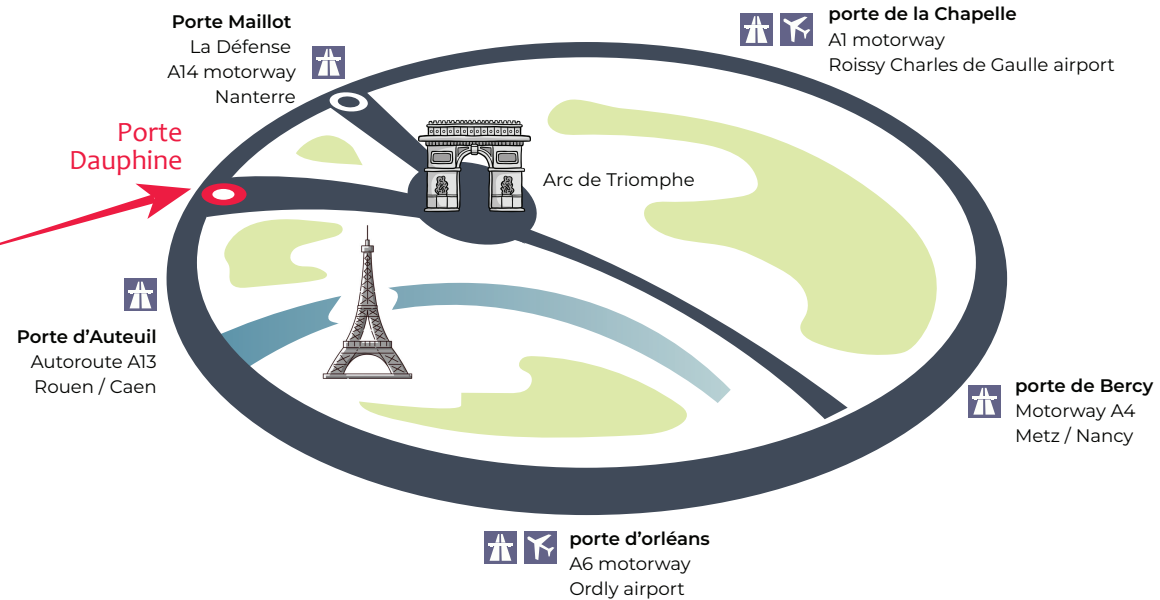 Porte Maillot
La Défense
A14 motorway
Nanterre
porte de la Chapelle
A1 motorway
Roissy Charles de Gaulle airport
Porte
Dauphine
Arc de Triomphe
Porte d'Auteuil
Autoroute A13
Rouen / Caen
porte de Bercy
Motorway A4
Metz / Nancy
porte d'orléans
A6 motorway
Ordly airport